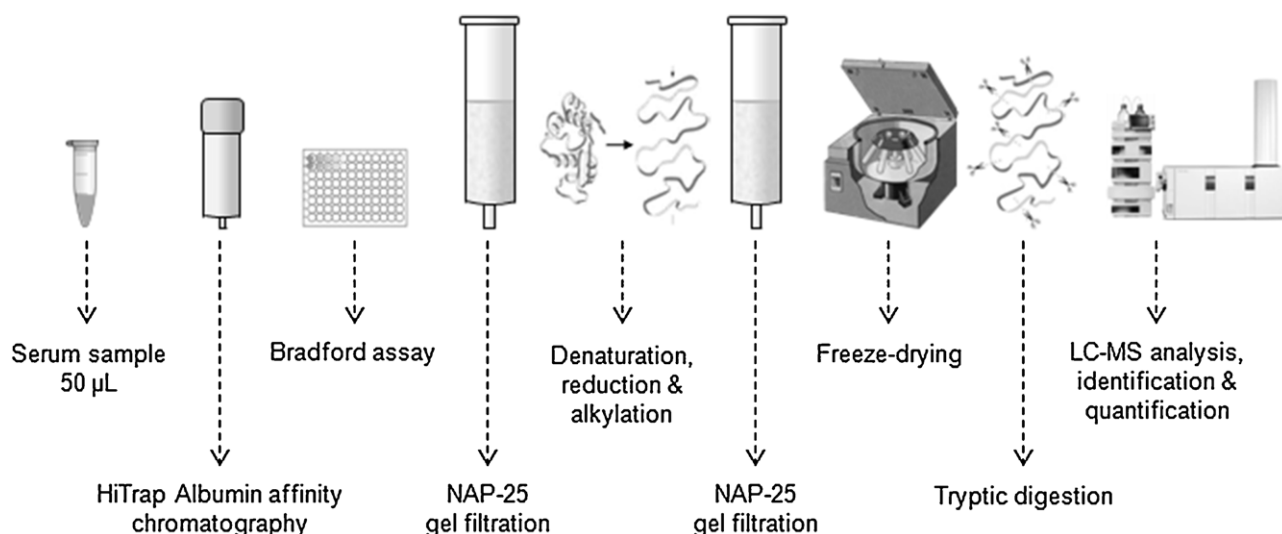 Serum sample
50 µL
HiTrap Albumin affinity
chromatography
Bradford assay
NAP-25
gel filtration
Denaturation,
reduction &
alkylation
NAP-25
gel filtration
Freeze-drying
Tryptic digestion
LC-MS analysis,
identification &
quantification